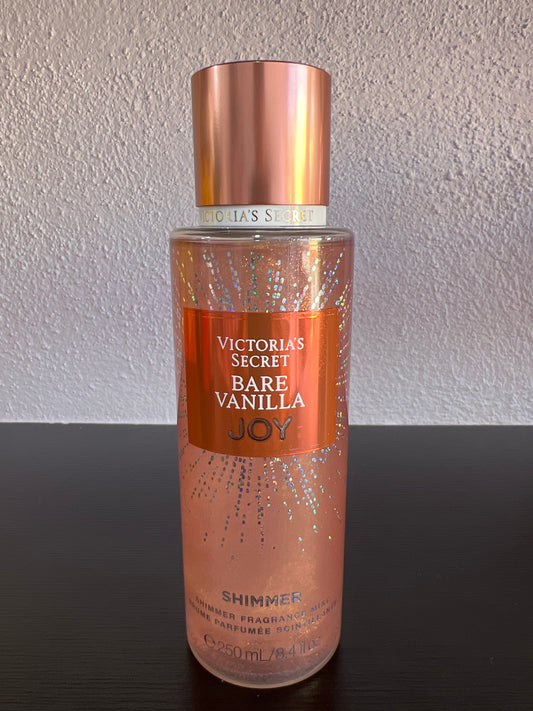 VICTORIA'S SECRET
VICTORIA'S
SECRET
BARE
VANILLA
JOY
SHIMMER
SHIMMER FRAGRANCE MIST
BRUME PARFUMÉE SCINTILLANTE
℮ 250 mL/8.4 fl oz